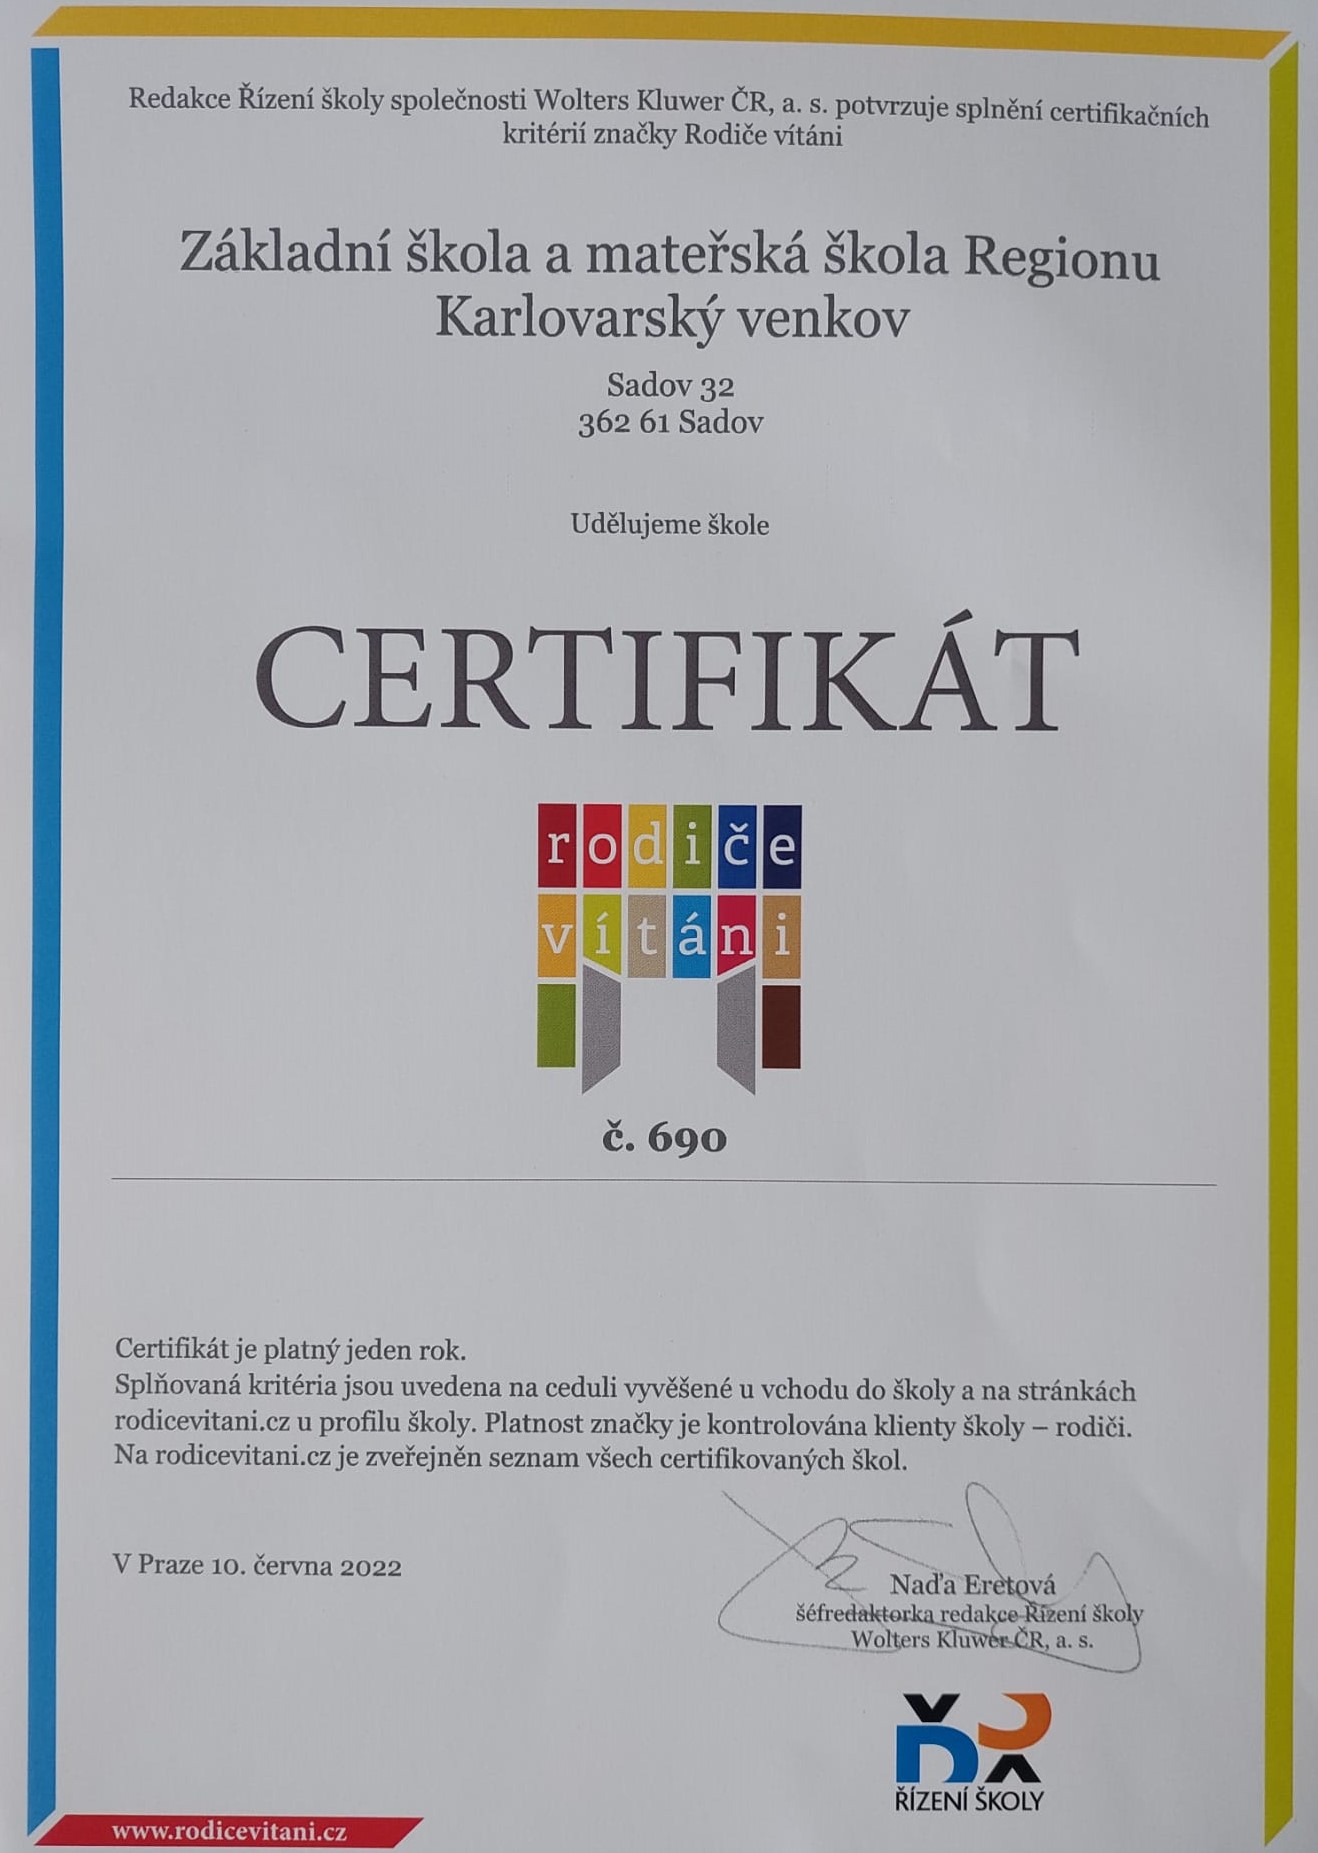 Redakce Řízení školy společnosti Wolters Kluwer ČR, a. s. potvrzuje splnění certifikačních
kritérií značky Rodiče vítáni
Základní škola a mateřská škola Regionu
Karlovarský venkov
Sadov 32
362 61 Sadov
Udělujeme škole
CERTIFIKÁT
rodiče
vítáni
č. 690
Certifikát je platný jeden rok.
Splňovaná kritéria jsou uvedena na ceduli vyvěšené u vchodu do školy a na stránkách
rodicevitani.cz u profilu školy. Platnost značky je kontrolována klienty školy – rodiči.
Na rodicevitani.cz je zveřejněn seznam všech certifikovaných škol.
V Praze 10. června 2022
Naďa Eretová
šéfredaktorka redakce Řízení školy
Wolters Kluwer ČR, a. s.
ŘÍZENÍ ŠKOLY
www.rodicevitani.cz